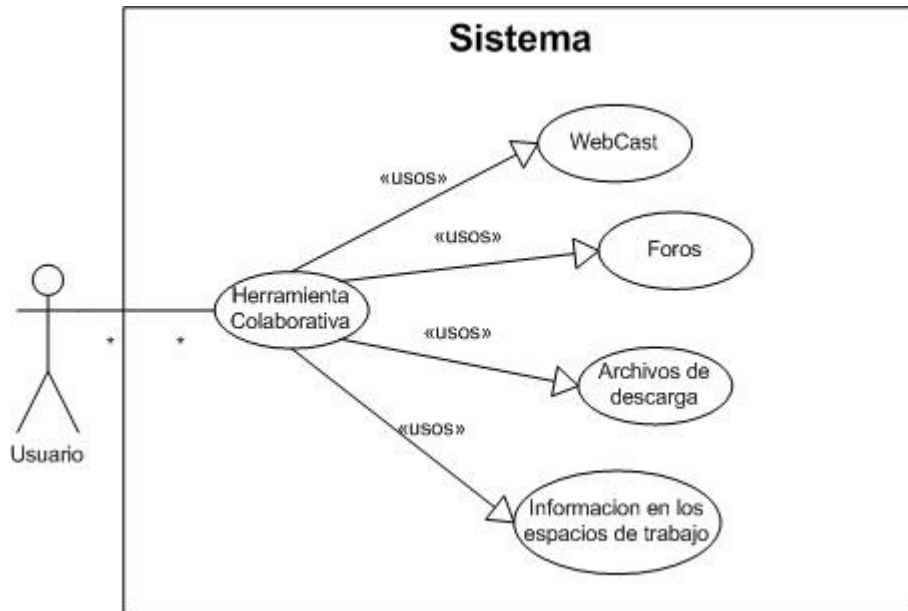 Sistema
WebCast
«usos»
«usos»
Foros
Herramienta
Colaborativa
«usos»
* *
Archivos de
descarga
«usos»
Usuario
Informacion en los
espacios de trabajo